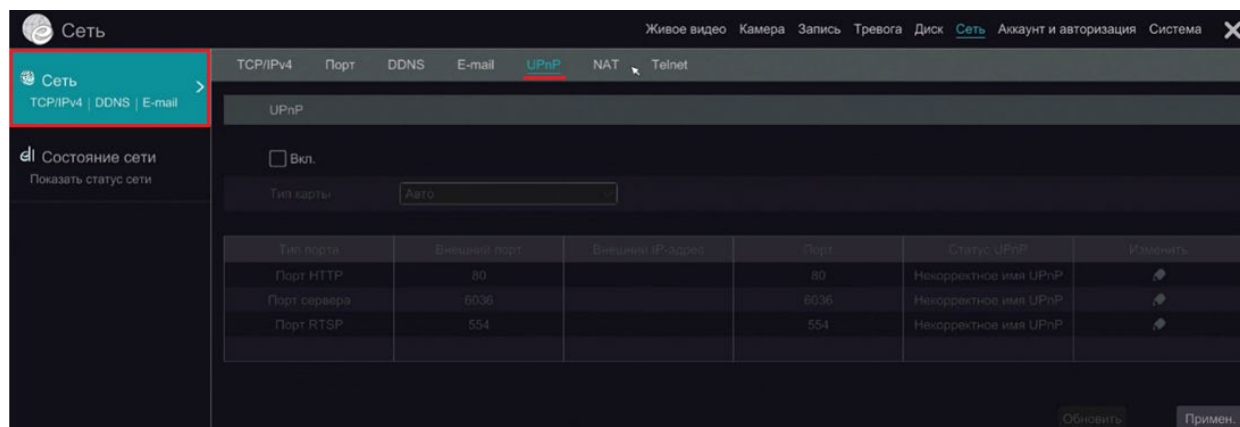 Сеть
Живое видео Камера Запись Тревога Диск Сеть Аккаунт и авторизация Система
Сеть
TCP/IPv4 | DDNS | E-mail
Состояние сети
Показать статус сети
TCP/IPv4 Порт DDNS E-mail UPnP NAT Telnet
UPnP
Вкл.
Тип карты Авто
Тип порта Внешний порт Внешний IP-адрес Порт Статус UPnP Изменить
Порт HTTP 80 80 Некорректное имя UPnP
Порт сервера 6036 6036 Некорректное имя UPnP
Порт RTSP 554 554 Некорректное имя UPnP
Обновить Примен.